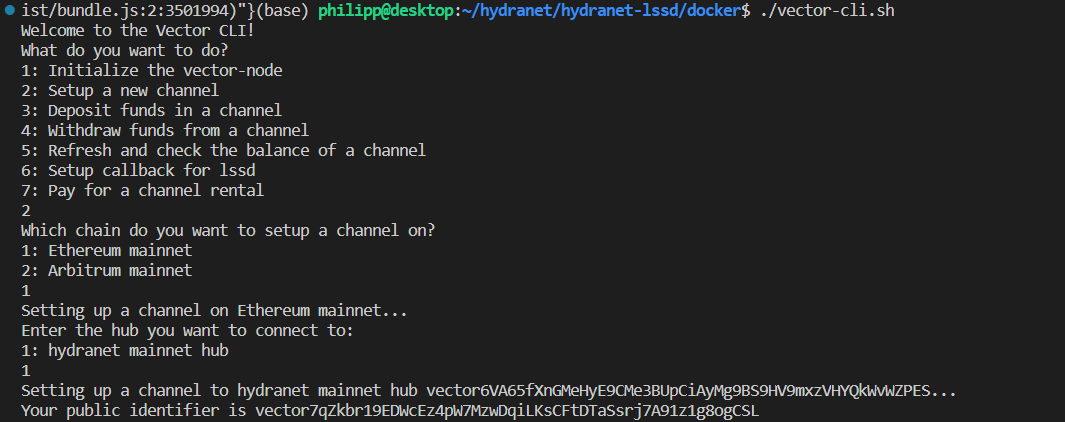 ist/bundle.js:2:3501994)"}(base) philipp@desktop:~/hydranet/hydranet-lssd/docker$ ./vector-cli.sh
Welcome to the Vector CLI!
What do you want to do?
1: Initialize the vector-node
2: Setup a new channel
3: Deposit funds in a channel
4: Withdraw funds from a channel
5: Refresh and check the balance of a channel
6: Setup callback for lssd
7: Pay for a channel rental
2
Which chain do you want to setup a channel on?
1: Ethereum mainnet
2: Arbitrum mainnet
1
Setting up a channel on Ethereum mainnet...
Enter the hub you want to connect to:
1: hydranet mainnet hub
1
Setting up a channel to hydranet mainnet hub vector6VA65fXnGMeHyE9CMe3BUpCiAyMg9BS9HV9mxzVHYQkWvWZPES...
Your public identifier is vector7qZkbr19EDWcEz4pW7MzwDqiLKsCFtDTaSsrj7A91z1g8ogCSL